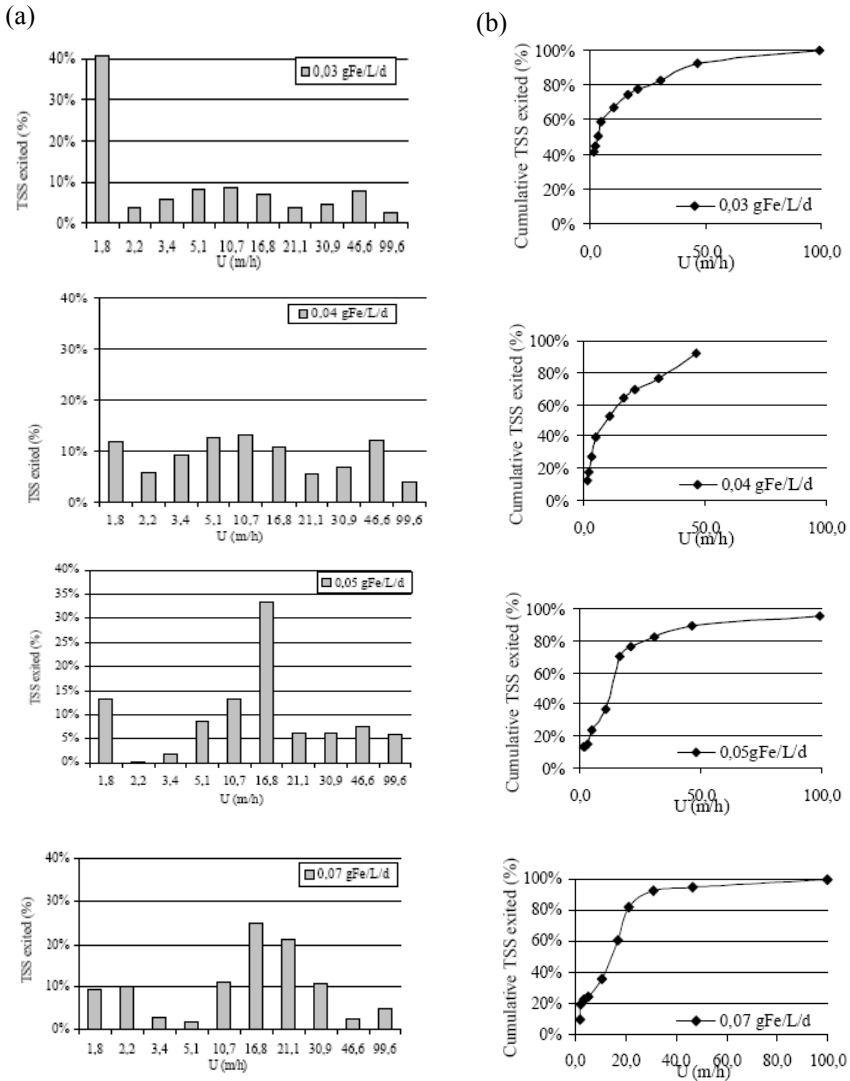 (a)
(b)
40%
30%
20%
10%
0%
TSS exited (%)
0,03 gFe/L/d
1,8 2,2 3,4 5,1 10,7 16,8 21,1 30,9 46,6 99,6
U (m/h)
100%
80%
60%
40%
20%
0%
Cumulative TSS exited (%)
0,03 gFe/L/d
0,0 50,0 100,0
U (m/h)
40%
30%
20%
10%
0%
TSS exited (%)
0,04 gFe/L/d
1,8 2,2 3,4 5,1 10,7 16,8 21,1 30,9 46,6 99,6
U (m/h)
100%
80%
60%
40%
20%
0%
Cumulative TSS exited (%)
0,04 gFe/L/d
0,0 50,0 100,0
U (m/h)
40%
35%
30%
25%
20%
15%
10%
5%
0%
TSS exited (%)
0,05 gFe/L/d
1,8 2,2 3,4 5,1 10,7 16,8 21,1 30,9 46,6 99,6
U (m/h)
100%
80%
60%
40%
20%
0%
Cumulative TSS exited (%)
0,05gFe/L/d
0,0 50,0 100,0
U (m/h)
40%
30%
20%
10%
0%
TSS exited (%)
0,07 gFe/L/d
1,8 2,2 3,4 5,1 10,7 16,8 21,1 30,9 46,6 99,6
U (m/h)
100%
80%
60%
40%
20%
0%
Cumulative TSS exited (%)
0,07 gFe/L/d
0,0 20,0 40,0 60,0 80,0 100,0
U (m/h)